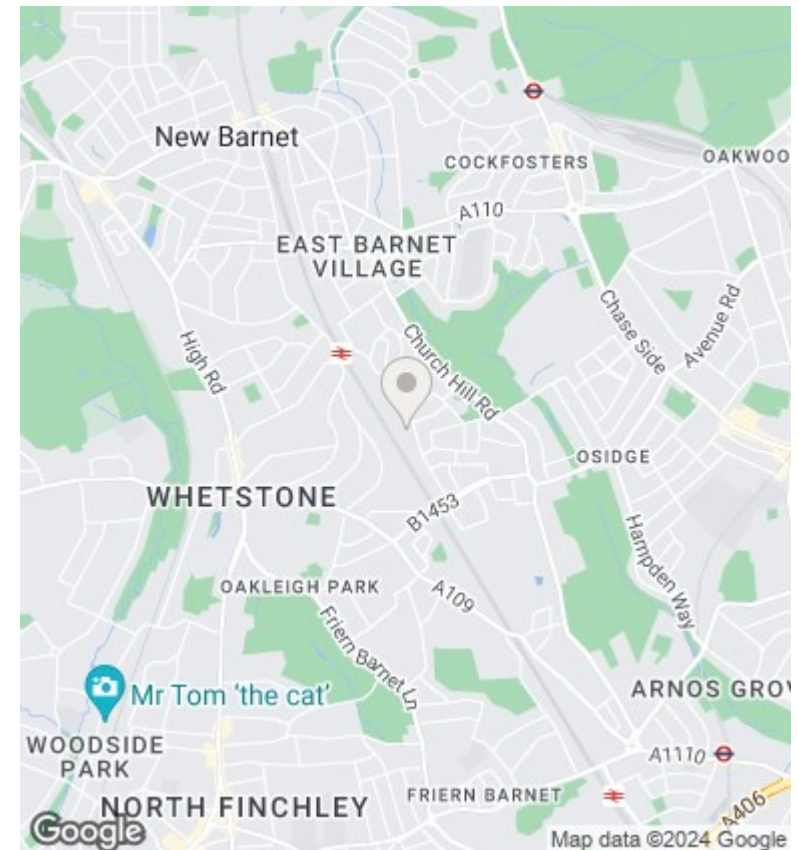 New Barnet
COCKFOSTERS
OAKWOO
A110
EAST BARNET
VILLAGE
High Rd
Church Hill Rd
Chase Side
Avenue Rd
OSIDGE
WHETSTONE
B1453
Hampden Way
OAKLEIGH PARK
A109
Friern Barnet Ln
Mr Tom ‘the cat’
ARNOS GROV
WOODSIDE
PARK
A1110
FRIERN BARNET
NORTH FINCHLEY
A406
Google
Map data ©2024 Google